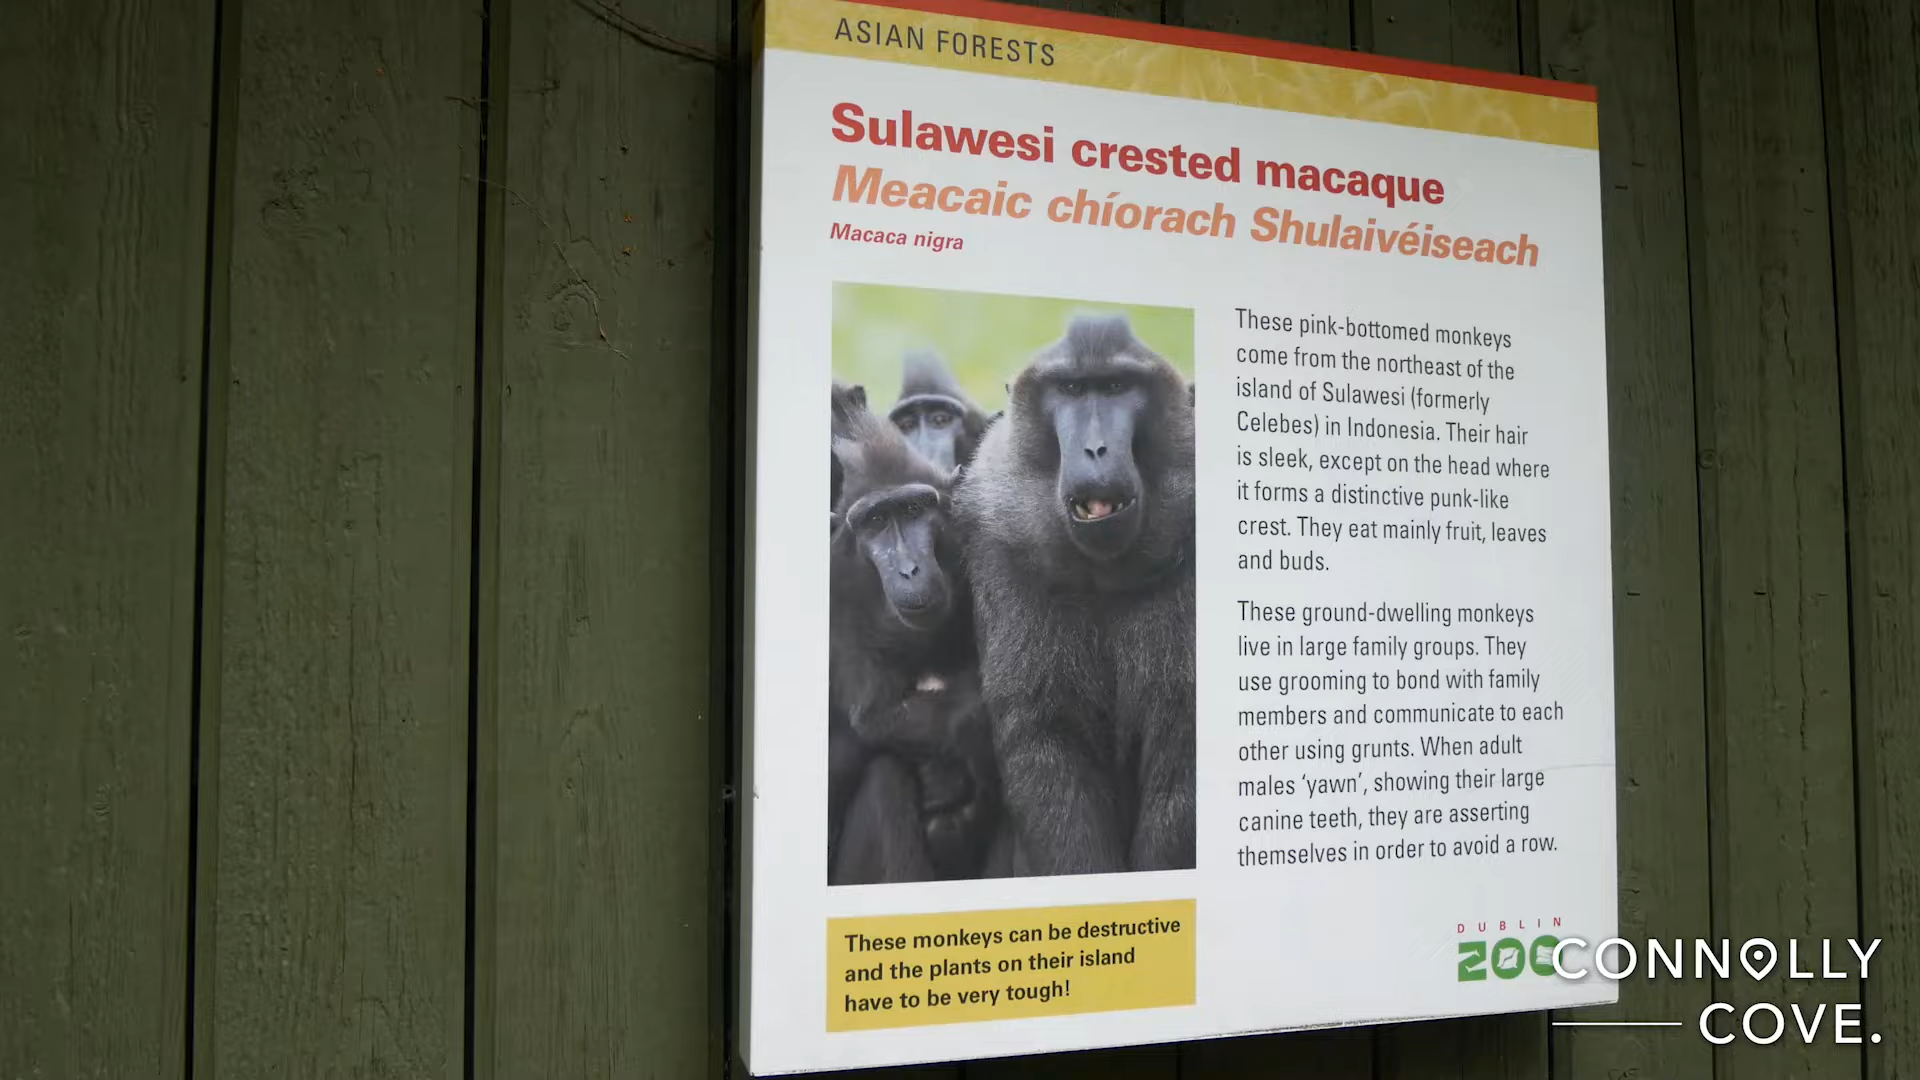 ASIAN FORESTS
Sulawesi crested macaque
Meacaic chíorach Shulaivéiseach
Macaca nigra
These pink-bottomed monkeys
come from the northeast of the
island of Sulawesi (formerly
Celebes) in Indonesia. Their hair
is sleek, except on the head where
it forms a distinctive punk-like
crest. They eat mainly fruit, leaves
and buds.
These ground-dwelling monkeys
live in large family groups. They
use grooming to bond with family
members and communicate to each
other using grunts. When adult
males ‘yawn’, showing their large
canine teeth, they are asserting
themselves in order to avoid a row.
These monkeys can be destructive
and the plants on their island
have to be very tough!
DUBLIN
ZOO
CONNOLLY
COVE.